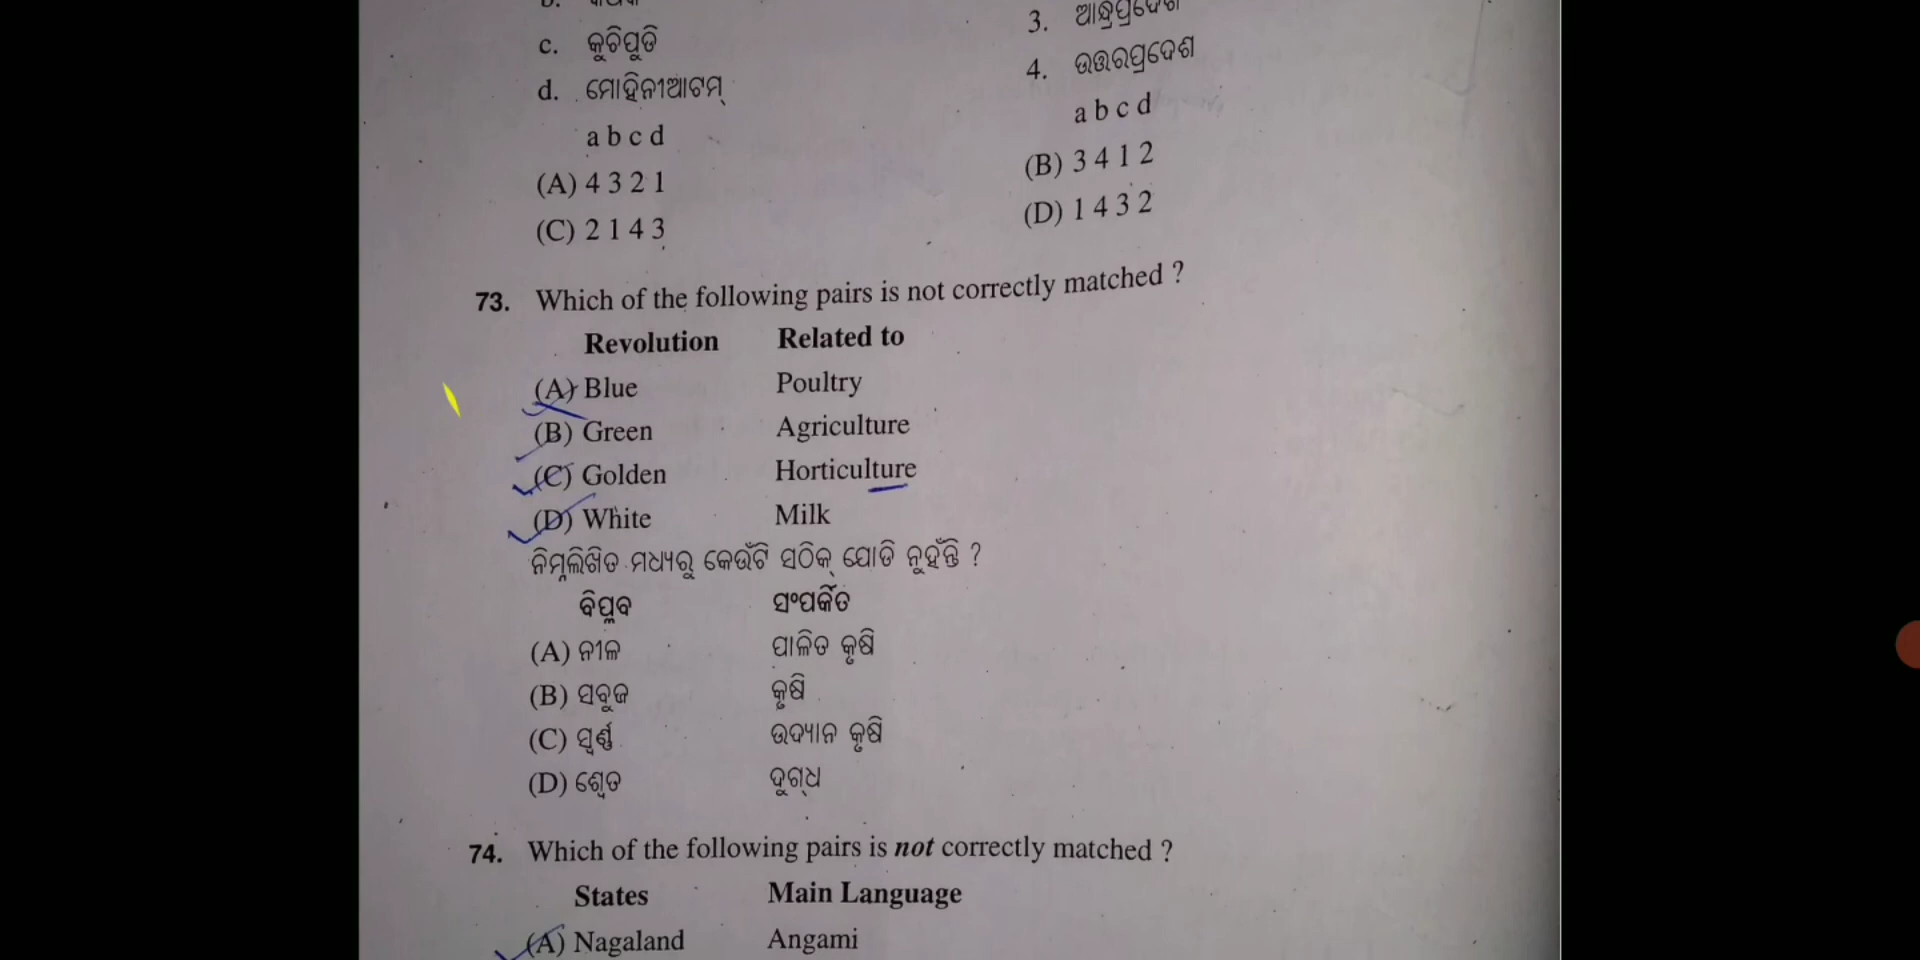 c. କୁଚିପୁଡି
d. ମୋହିନୀଆଟମ୍
a b c d
(A) 4 3 2 1
(C) 2 1 4 3
3. ଆନ୍ଧ୍ରପ୍ରଦେଶ
4. ଉତ୍ତରପ୍ରଦେଶ
a b c d
(B) 3 4 1 2
(D) 1 4 3 2
73. Which of the following pairs is not correctly matched ?
Revolution Related to
(A) Blue Poultry
(B) Green Agriculture
(C) Golden Horticulture
(D) White Milk
ନିମ୍ନଲିଖିତ ମଧ୍ୟରୁ କେଉଁଟି ସଠିକ୍ ଯୋଡି ନୁହଁନ୍ତି ?
ବିପ୍ଳବ ସଂପର୍କିତ
(A) ନୀଳ ପାଳିତ କୃଷି
(B) ସବୁଜ କୃଷି
(C) ସ୍ୱର୍ଣ୍ଣ ଉଦ୍ୟାନ କୃଷି
(D) ଶ୍ୱେତ ଦୁଗ୍ଧ
74. Which of the following pairs is not correctly matched ?
States Main Language
(A) Nagaland Angami